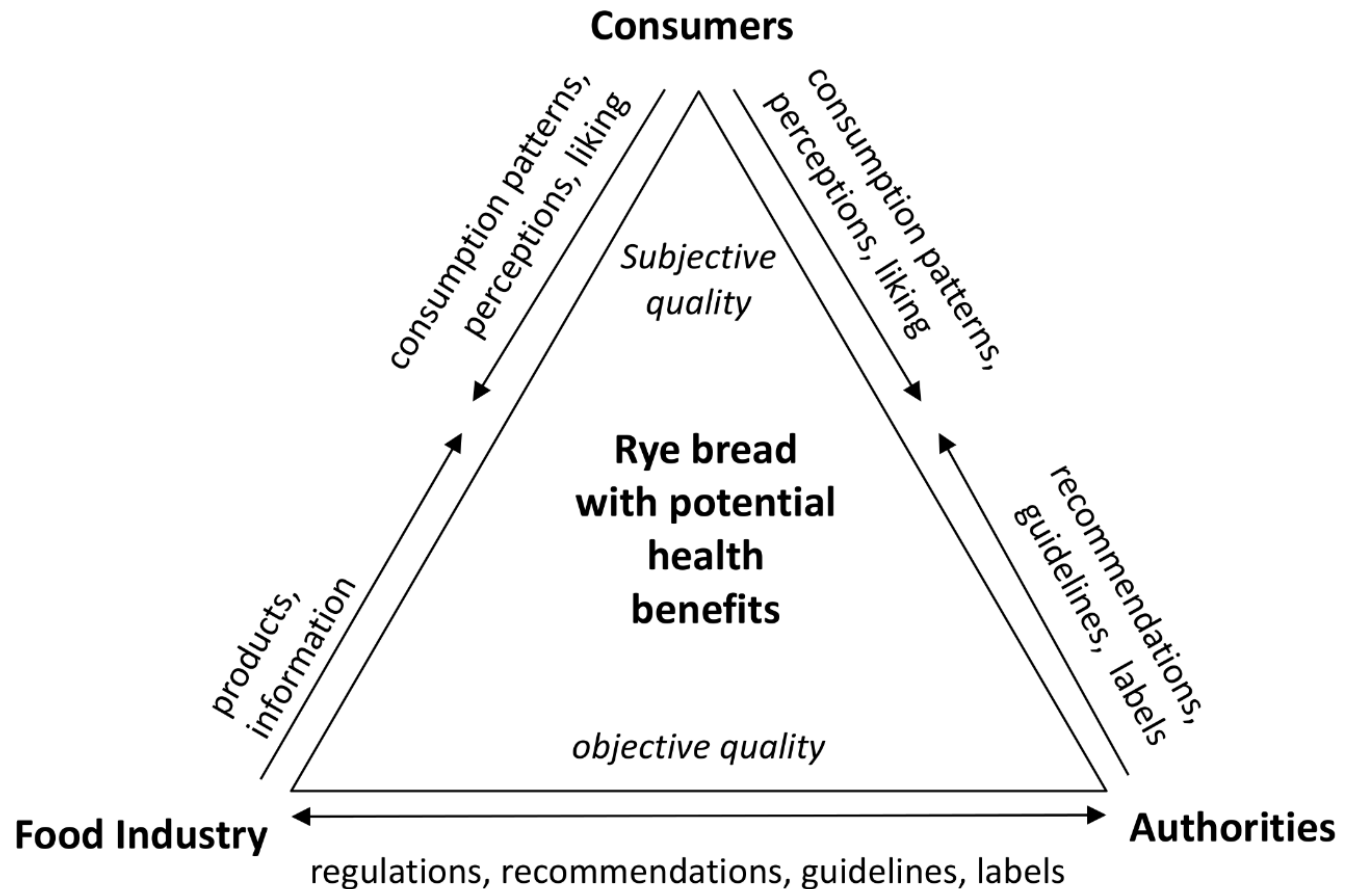 Consumers
consumption patterns,
perceptions, liking
consumption patterns,
perceptions, liking
Subjective
quality
Rye bread
with potential
health
benefits
products,
information
recommendations,
guidelines, labels
objective quality
Food Industry
Authorities
regulations, recommendations, guidelines, labels